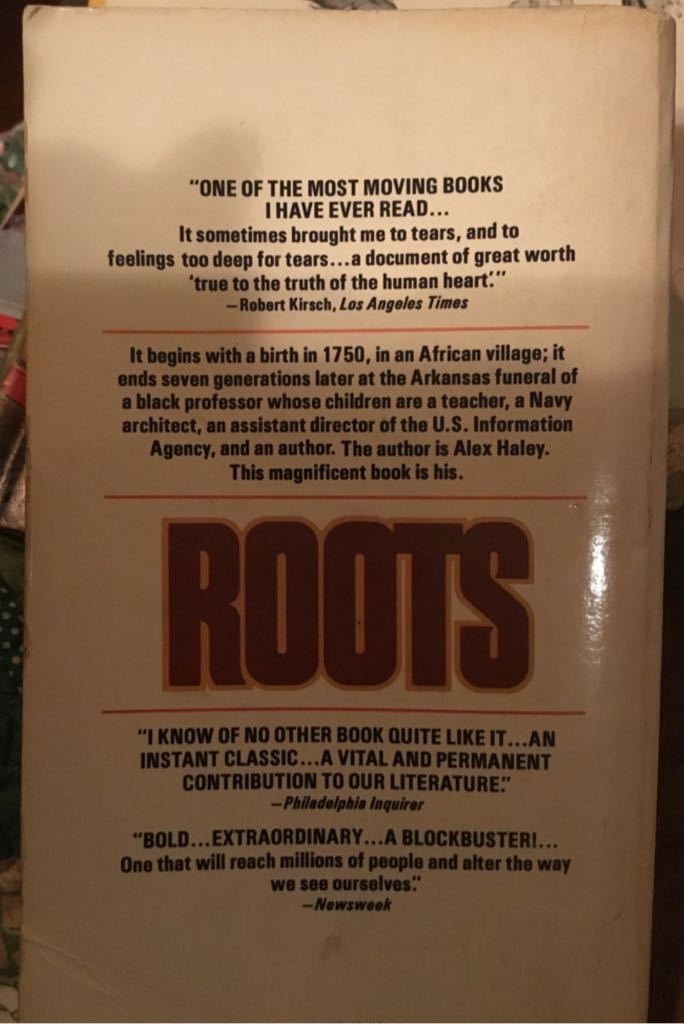 "ONE OF THE MOST MOVING BOOKS
I HAVE EVER READ...
It sometimes brought me to tears, and to
feelings too deep for tears...a document of great worth
'true to the truth of the human heart.'"
—Robert Kirsch, Los Angeles Times
It begins with a birth in 1750, in an African village; it
ends seven generations later at the Arkansas funeral of
a black professor whose children are a teacher, a Navy
architect, an assistant director of the U.S. Information
Agency, and an author. The author is Alex Haley.
This magnificent book is his.
ROOTS
"I KNOW OF NO OTHER BOOK QUITE LIKE IT...AN
INSTANT CLASSIC...A VITAL AND PERMANENT
CONTRIBUTION TO OUR LITERATURE."
—Philadelphia Inquirer
"BOLD...EXTRAORDINARY...A BLOCKBUSTER!...
One that will reach millions of people and alter the way
we see ourselves."
—Newsweek